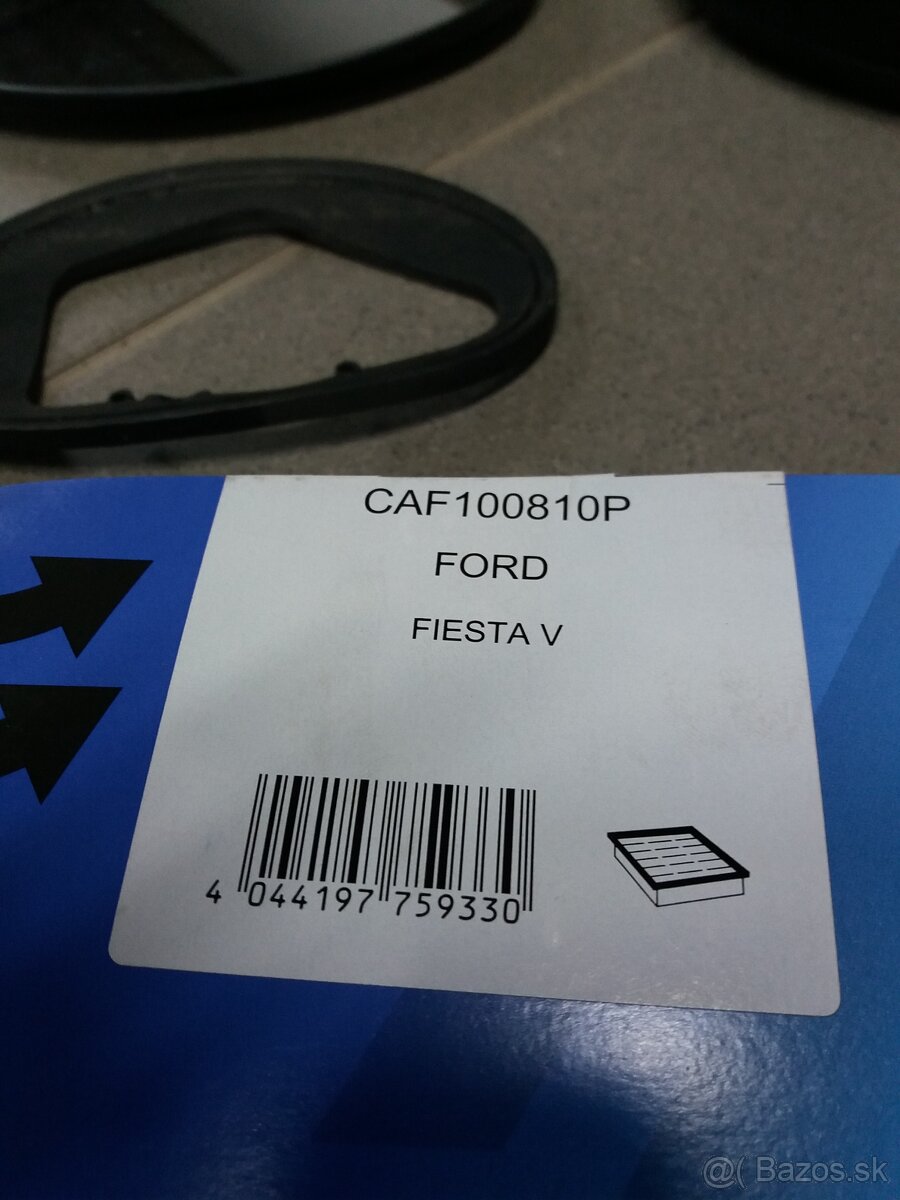 CAF100810P
FORD
FIESTA V
4 044197 759330
@( Bazos.sk